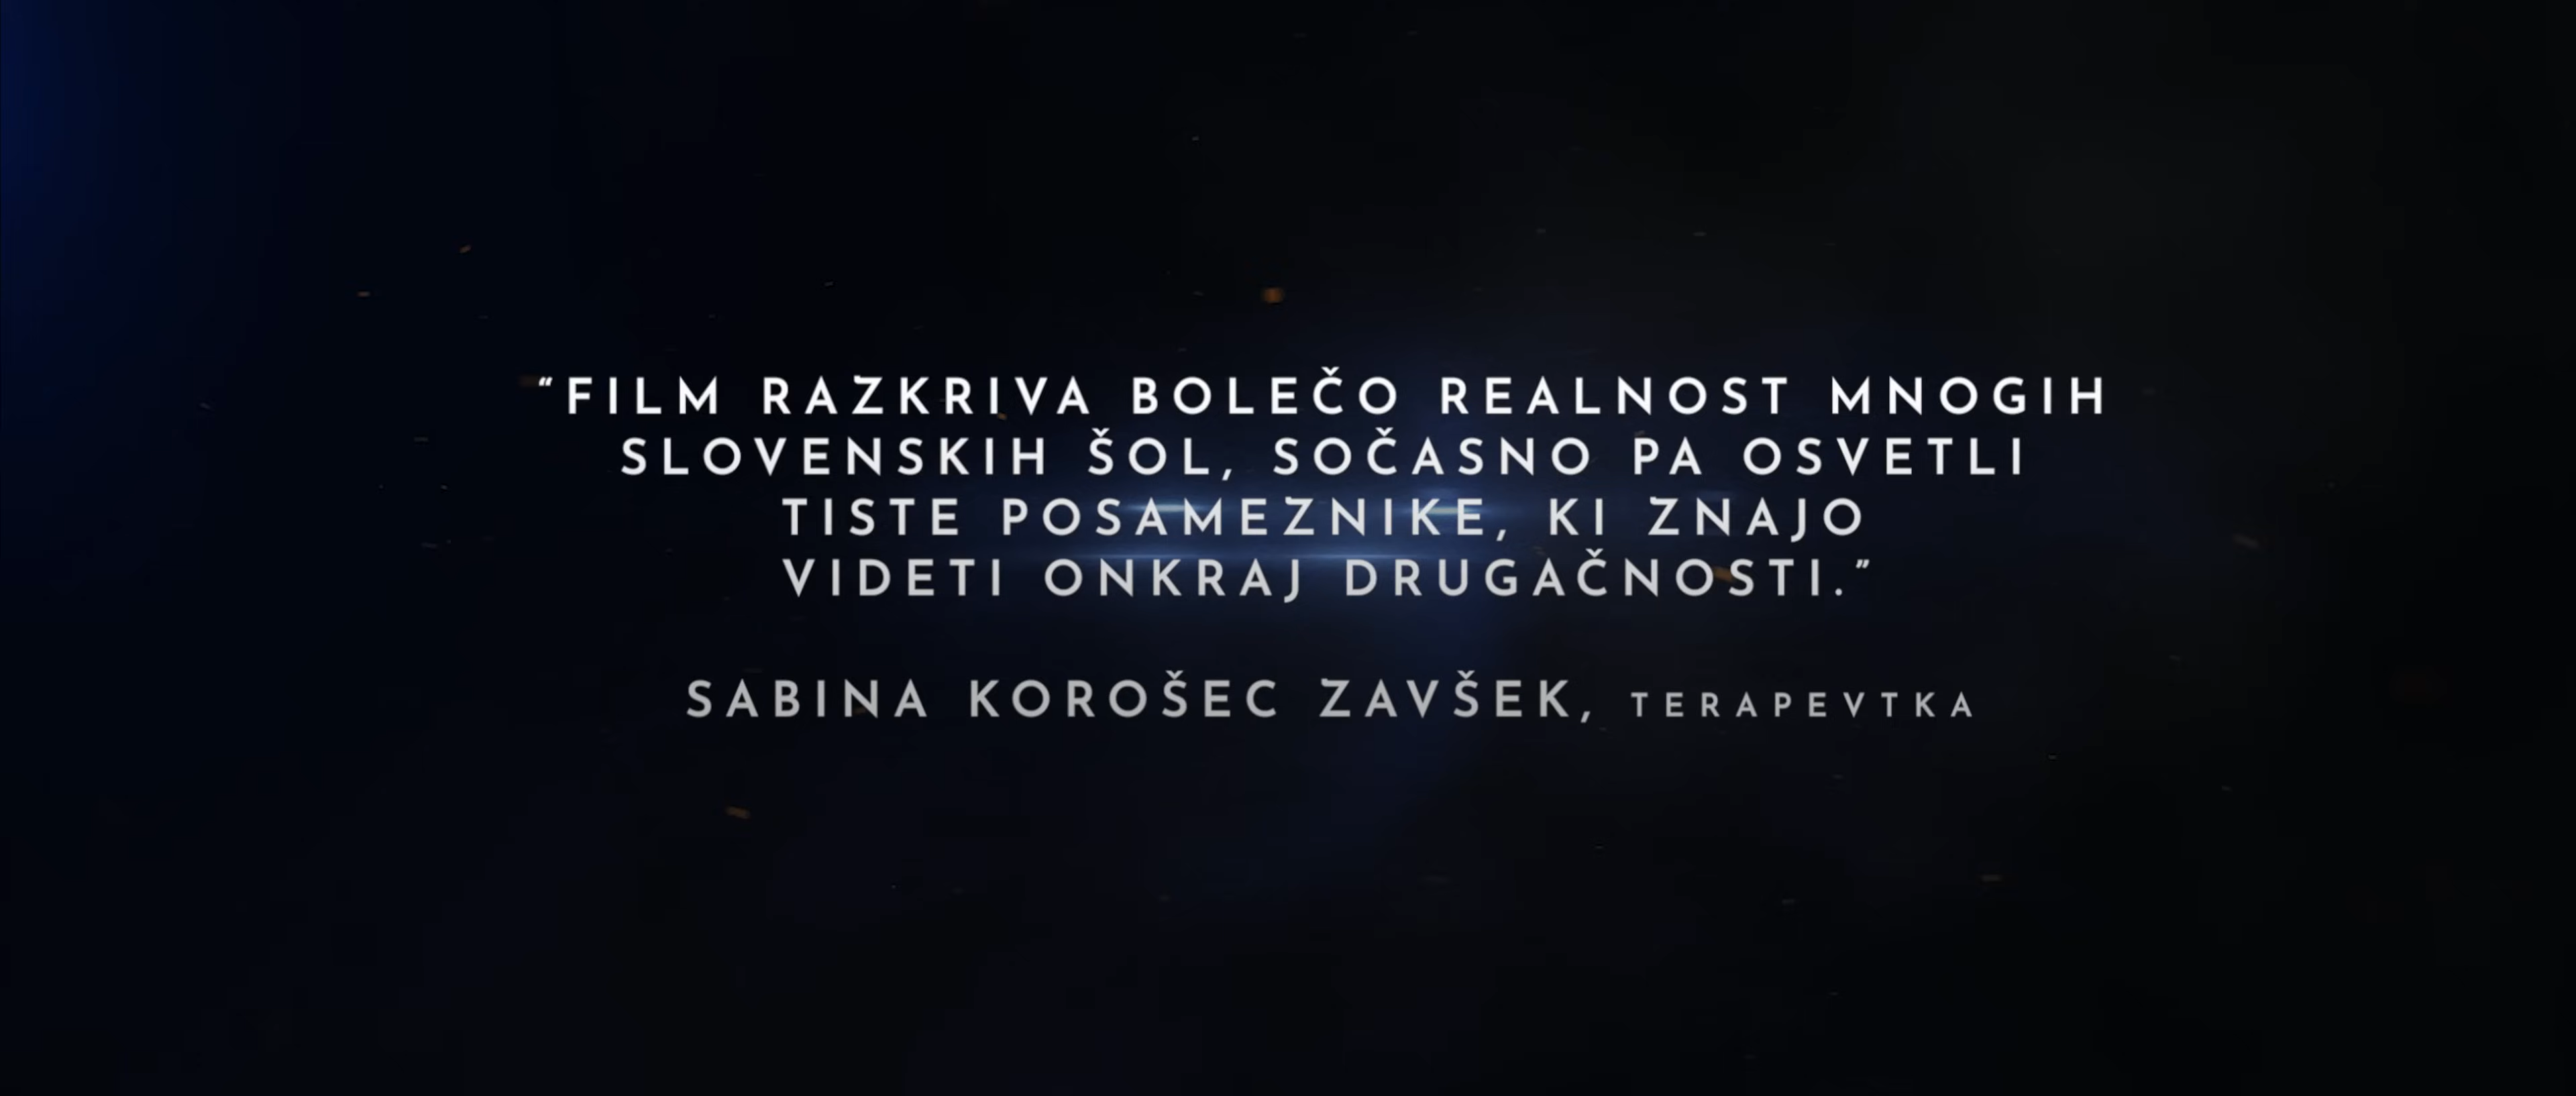 “FILM RAZKRIVA BOLEČO REALNOST MNOGIH
SLOVENSKIH ŠOL, SOČASNO PA OSVETLI
TISTE POSAMEZNIKE, KI ZNAJO
VIDETI ONKRAJ DRUGAČNOSTI.”
SABINA KOROŠEC ZAVŠEK, TERAPEVTKA